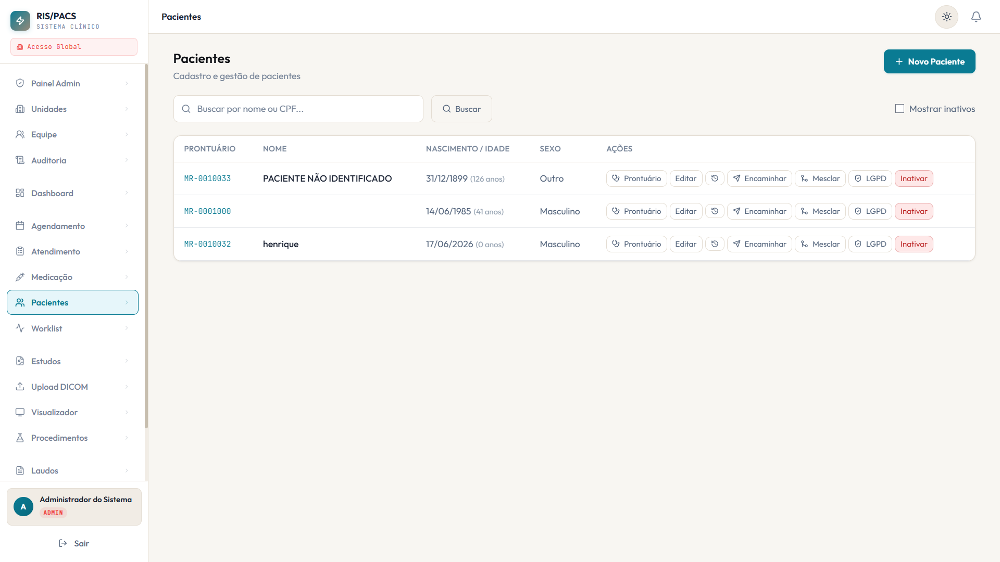 RIS/PACS
SISTEMA CLÍNICO
Acesso Global
Painel Admin
Unidades
Equipe
Auditoria
Dashboard
Agendamento
Atendimento
Medicação
Pacientes
Worklist
Estudos
Upload DICOM
Visualizador
Procedimentos
Laudos
A
Administrador do Sistema
ADMIN
Sair
Pacientes
Pacientes
Cadastro e gestão de pacientes
Novo Paciente
Buscar por nome ou CPF...
Buscar
Mostrar inativos
PRONTUÁRIO NOME NASCIMENTO / IDADE SEXO AÇÕES
MR-0010033 PACIENTE NÃO IDENTIFICADO 31/12/1899 (126 anos) Outro Prontuário Editar Encaminhar Mesclar LGPD Inativar
MR-0001000 14/06/1985 (41 anos) Masculino Prontuário Editar Encaminhar Mesclar LGPD Inativar
MR-0010032 henrique 17/06/2026 (0 anos) Masculino Prontuário Editar Encaminhar Mesclar LGPD Inativar